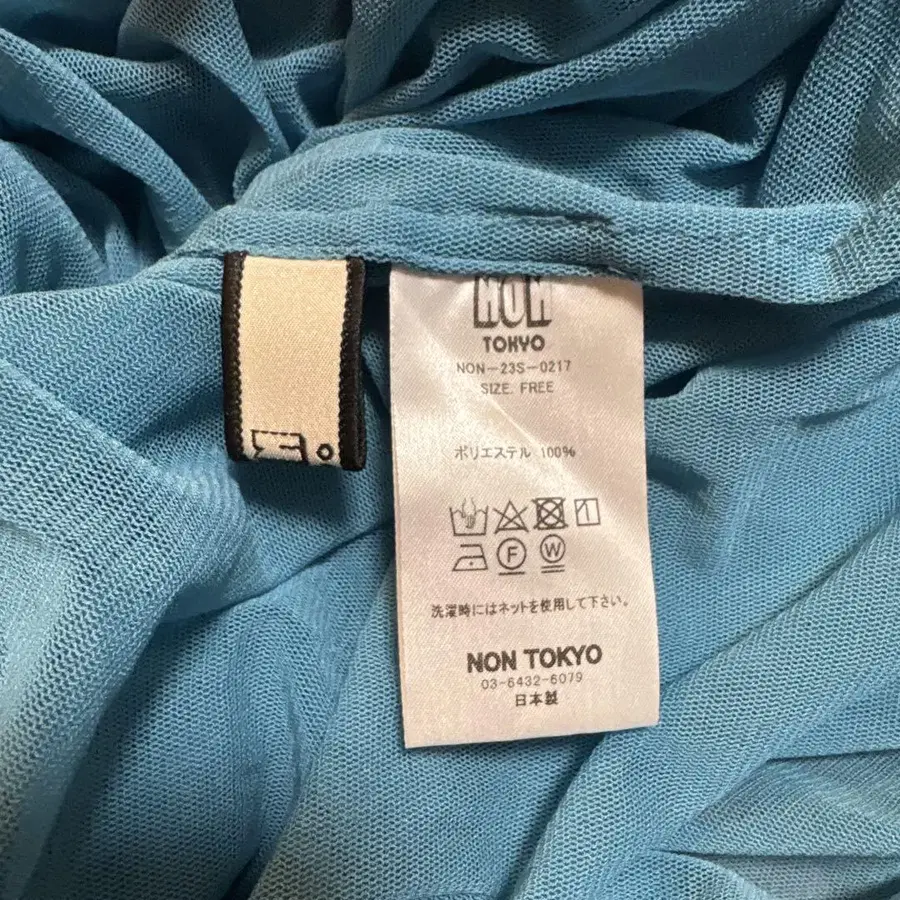 NON
TOKYO
NON-23S-0217
SIZE. FREE
ポリエステル 100%
F
W
洗濯時にはネットを使用して下さい。
NON TOKYO
03-6432-6079
日本製